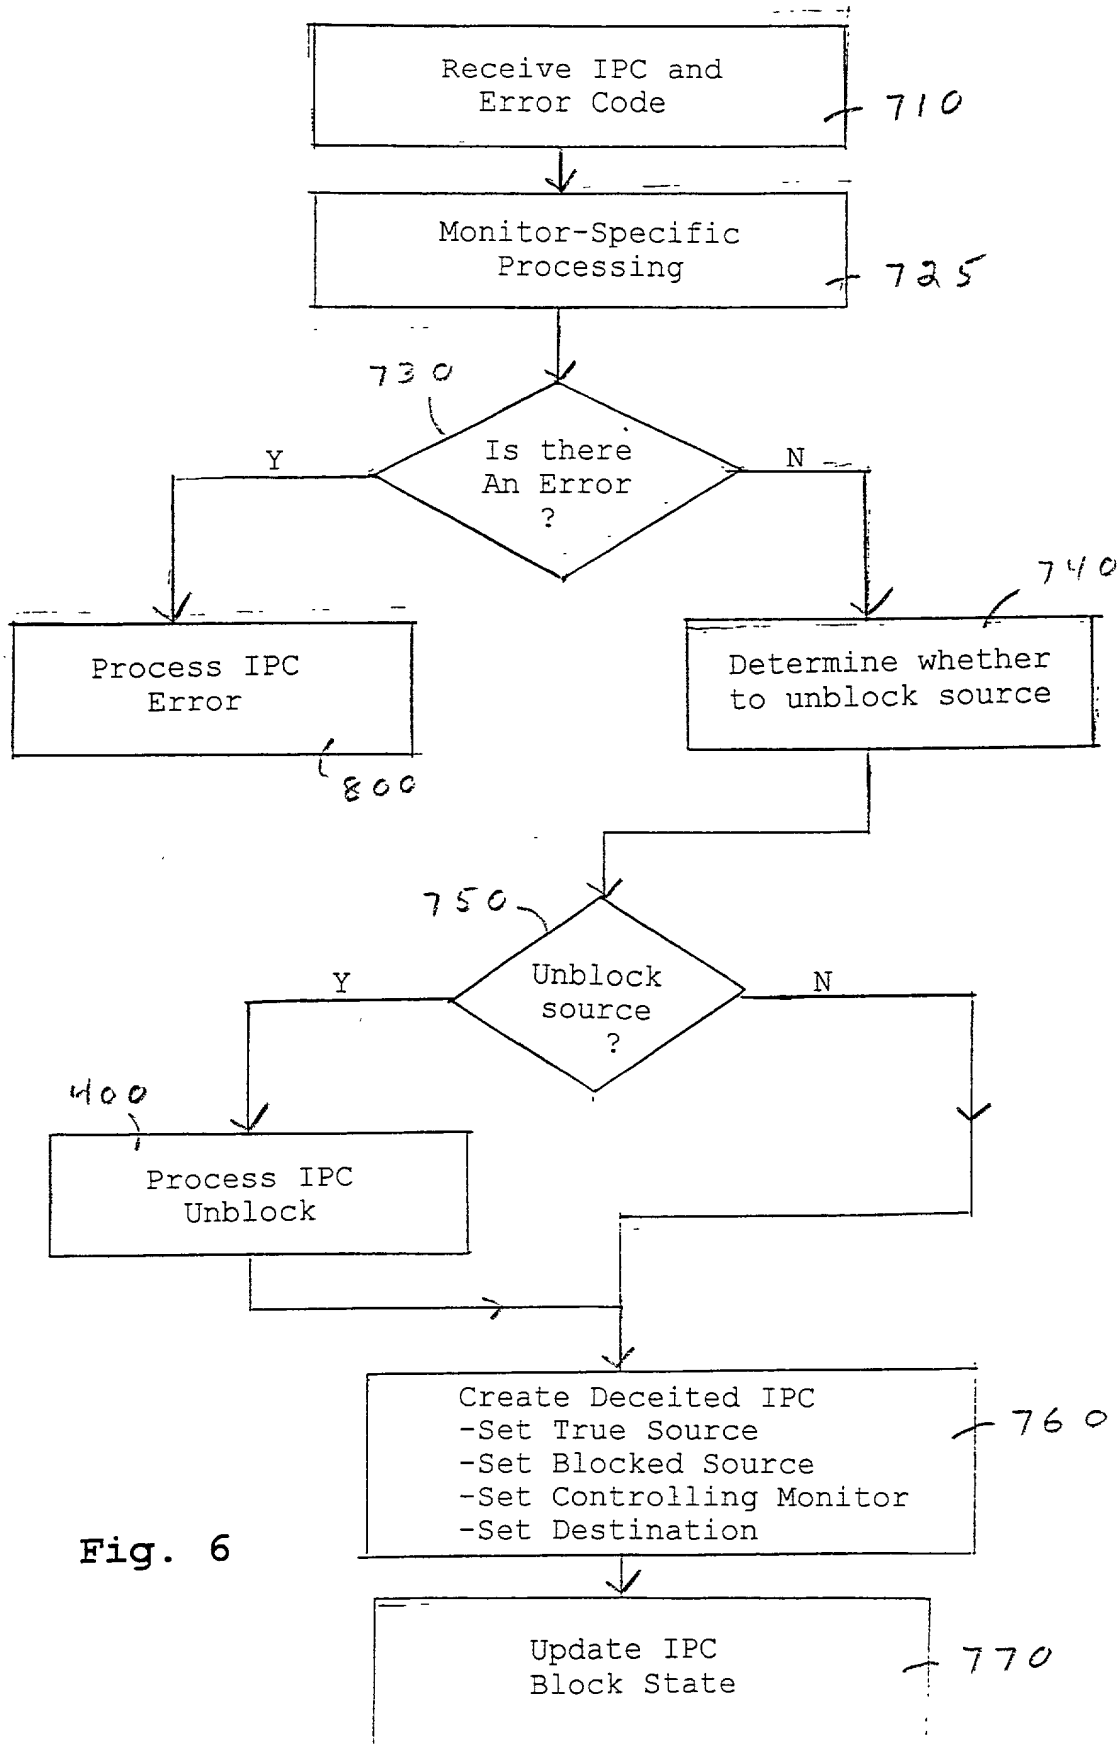 Receive IPC and
Error Code
710
Monitor-Specific
Processing
725
730
Is there
An Error
?
Y
N
740
Process IPC
Error
800
Determine whether
to unblock source
750
Unblock
source
?
Y
N
400
Process IPC
Unblock
Create Deceited IPC
-Set True Source
-Set Blocked Source
-Set Controlling Monitor
-Set Destination
760
Fig. 6
Update IPC
Block State
770